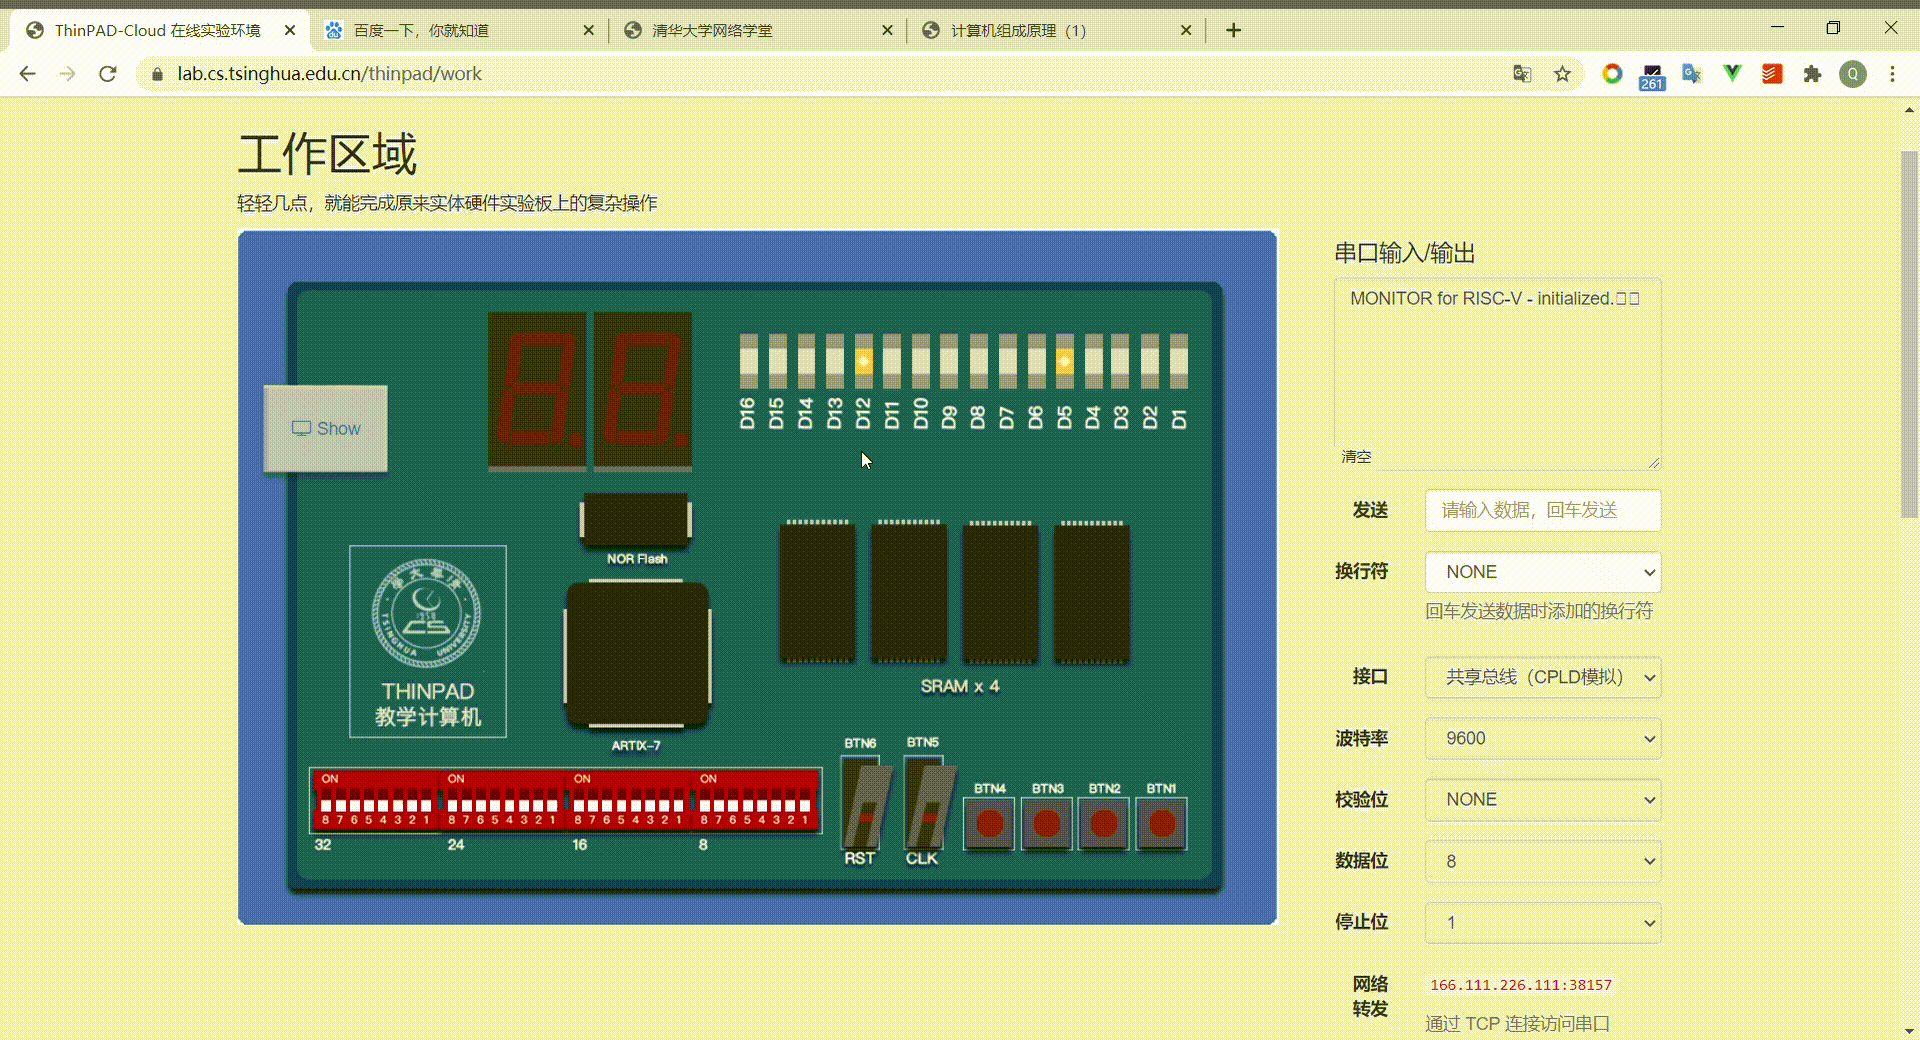 ThinPAD-Cloud 在线实验环境
百度一下，你就知道
清华大学网络学堂
计算机组成原理（1）
lab.cs.tsinghua.edu.cn/thinpad/work
261
Q
工作区域
轻轻几点，就能完成原来实体硬件实验板上的复杂操作
Show
D16 D15 D14 D13 D12 D11 D10 D9 D8 D7 D6 D5 D4 D3 D2 D1
NOR Flash
清华大学
TSINGHUA UNIVERSITY
THINPAD
教学计算机
ARTIX-7
SRAM x 4
ON ON ON ON
8 7 6 5 4 3 2 1 8 7 6 5 4 3 2 1 8 7 6 5 4 3 2 1 8 7 6 5 4 3 2 1
32 24 16 8
BTN6 BTN5
RST CLK
BTN4 BTN3 BTN2 BTN1
串口输入/输出
MONITOR for RISC-V - initialized.
清空
发送 请输入数据，回车发送
换行符 NONE
回车发送数据时添加的换行符
接口 共享总线（CPLD模拟）
波特率 9600
校验位 NONE
数据位 8
停止位 1
网络
转发
166.111.226.111:38157
通过 TCP 连接访问串口